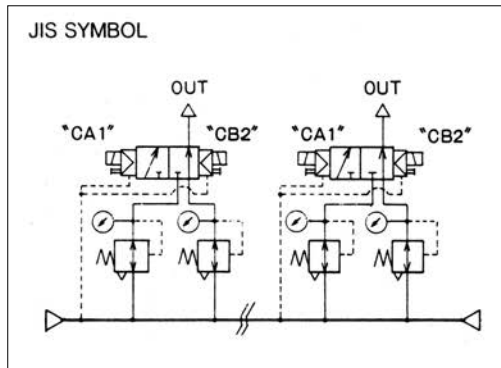 JIS SYMBOL
OUT OUT
"CA1" "CB2" "CA1" "CB2"